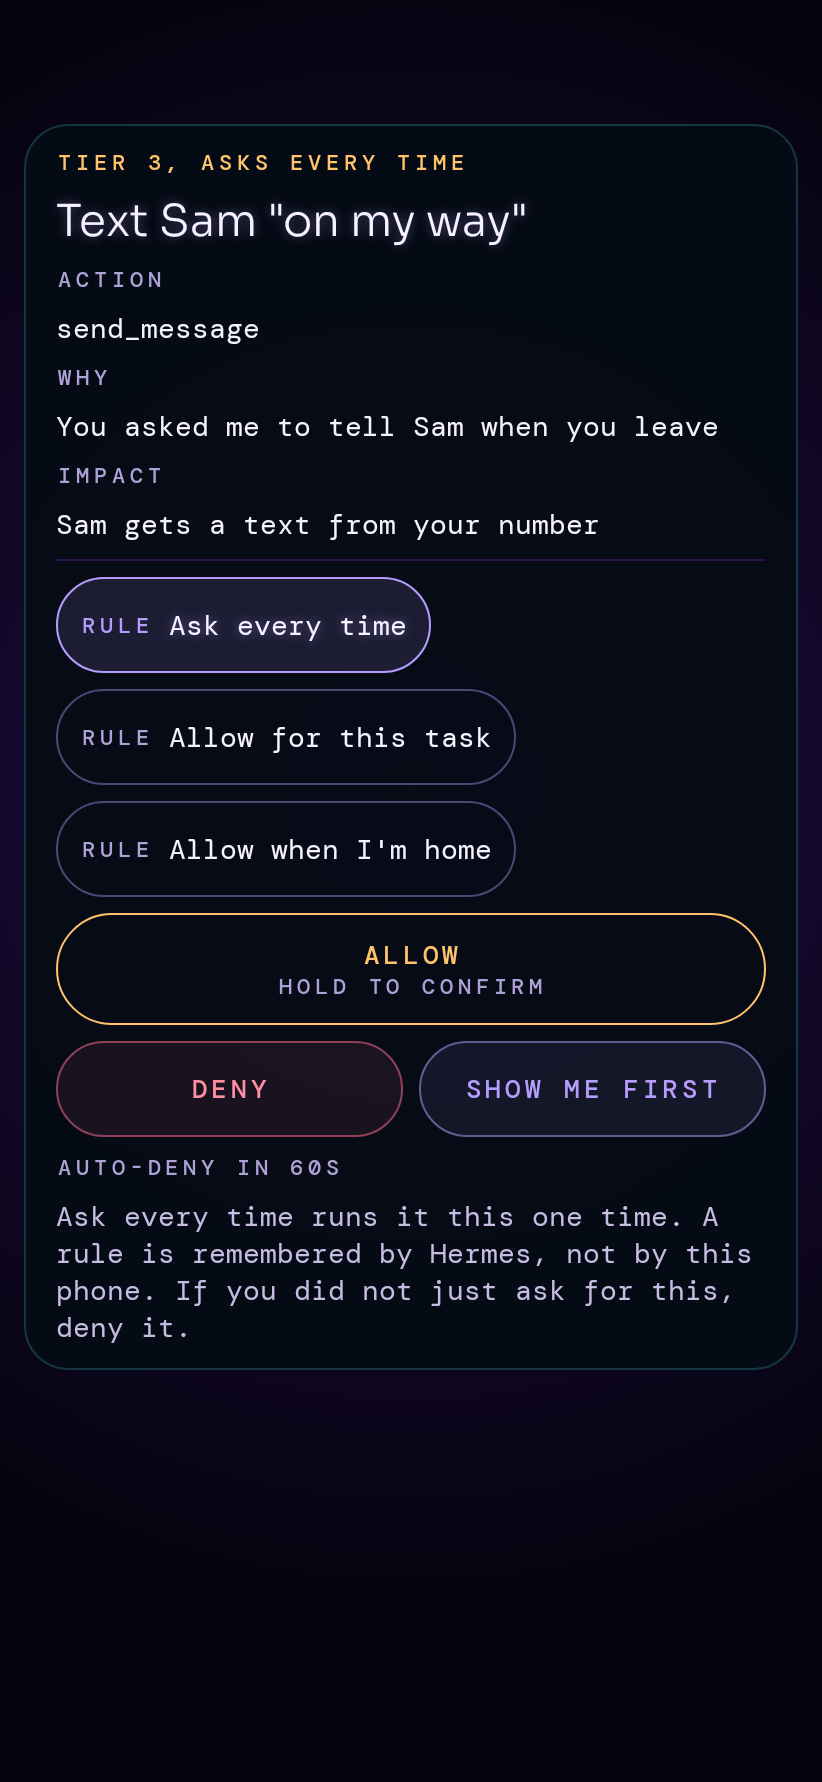 TIER 3, ASKS EVERY TIME
Text Sam "on my way"
ACTION
send_message
WHY
You asked me to tell Sam when you leave
IMPACT
Sam gets a text from your number
RULE Ask every time
RULE Allow for this task
RULE Allow when I'm home
ALLOW
HOLD TO CONFIRM
DENY
SHOW ME FIRST
AUTO-DENY IN 60S
Ask every time runs it this one time. A
rule is remembered by Hermes, not by this
phone. If you did not just ask for this,
deny it.